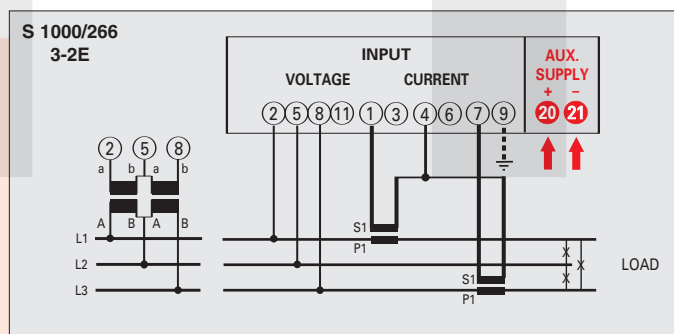 S 1000/266
3-2E
INPUT
VOLTAGE CURRENT
AUX.
SUPPLY
+ –
2 5 8 11 1 3 4 6 7 9 20 21
2 5 8
a b a b
A B A B
S1
P1
L1
L2
L3
S1
P1
X
X X
LOAD